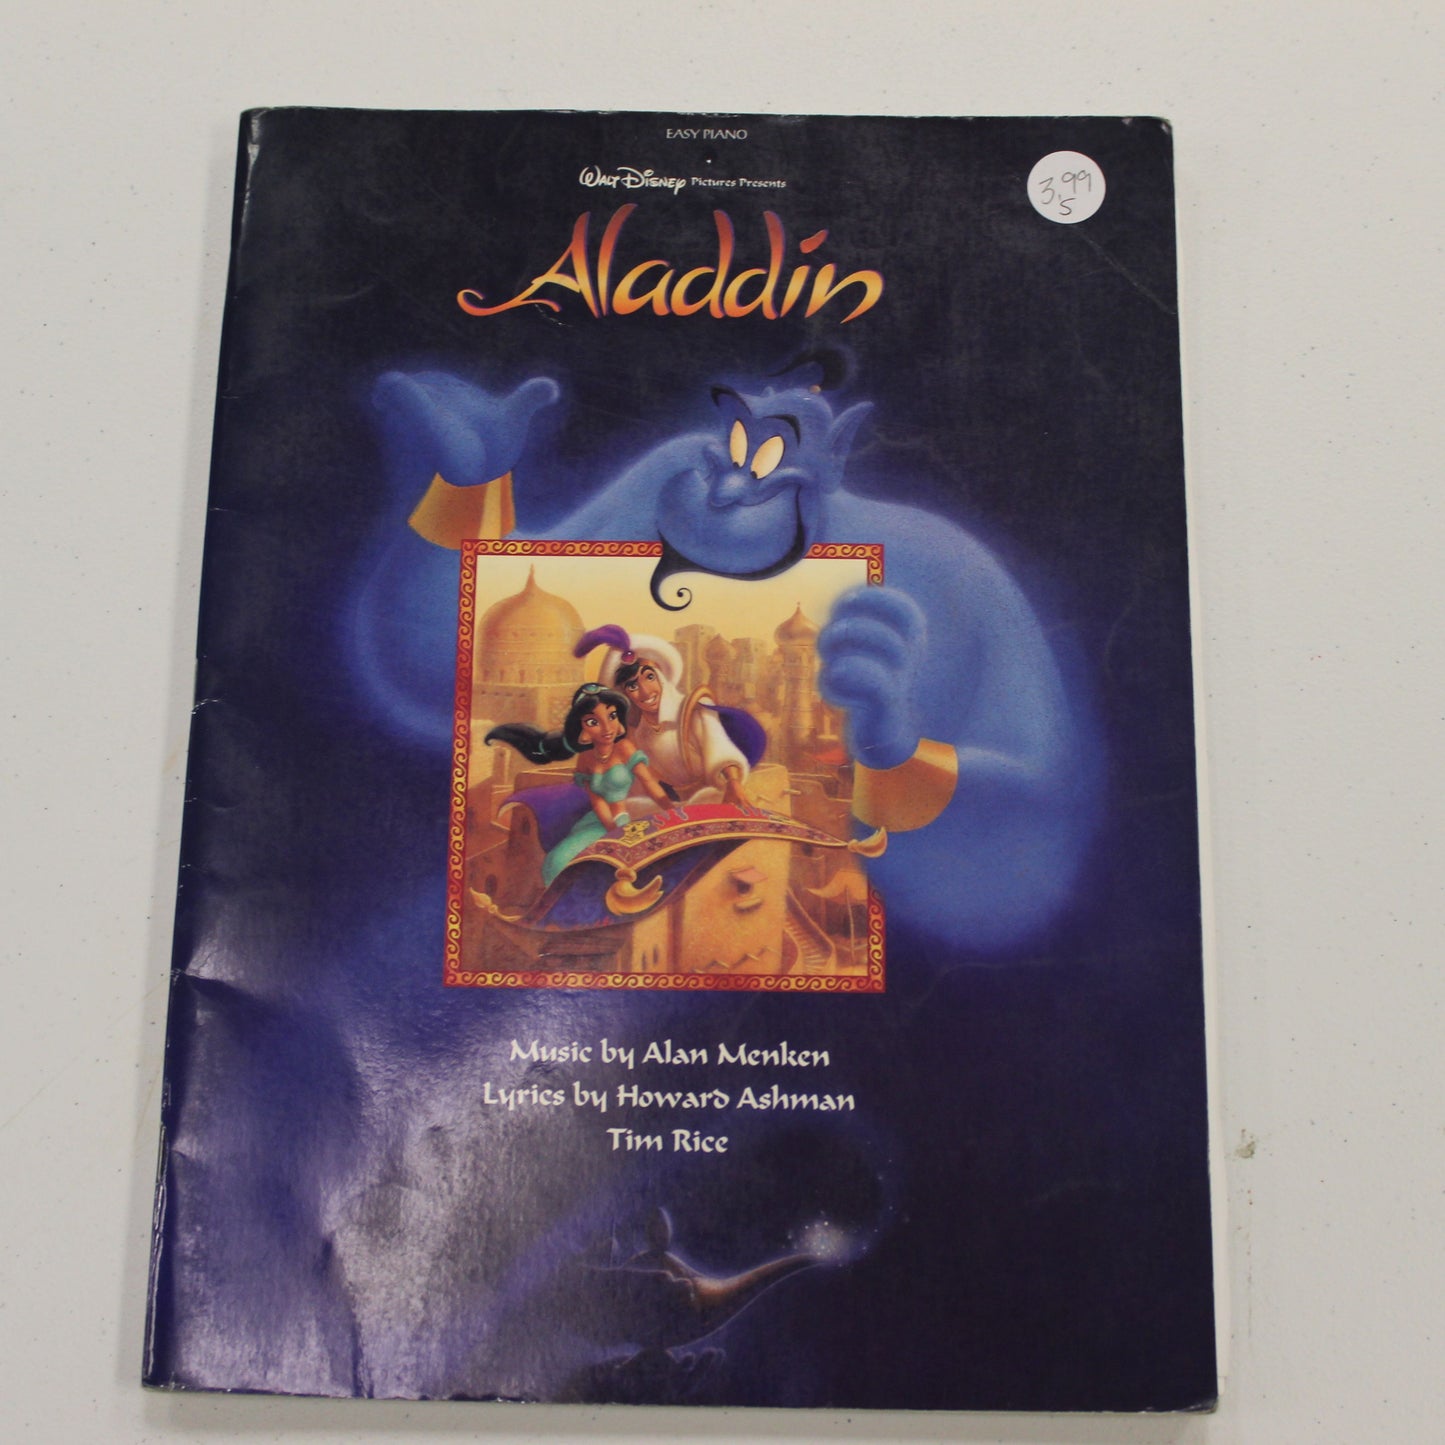 EASY PIANO
WALT DISNEY Pictures Presents
3.99
5
Aladdin
Music by Alan Menken
Lyrics by Howard Ashman
Tim Rice